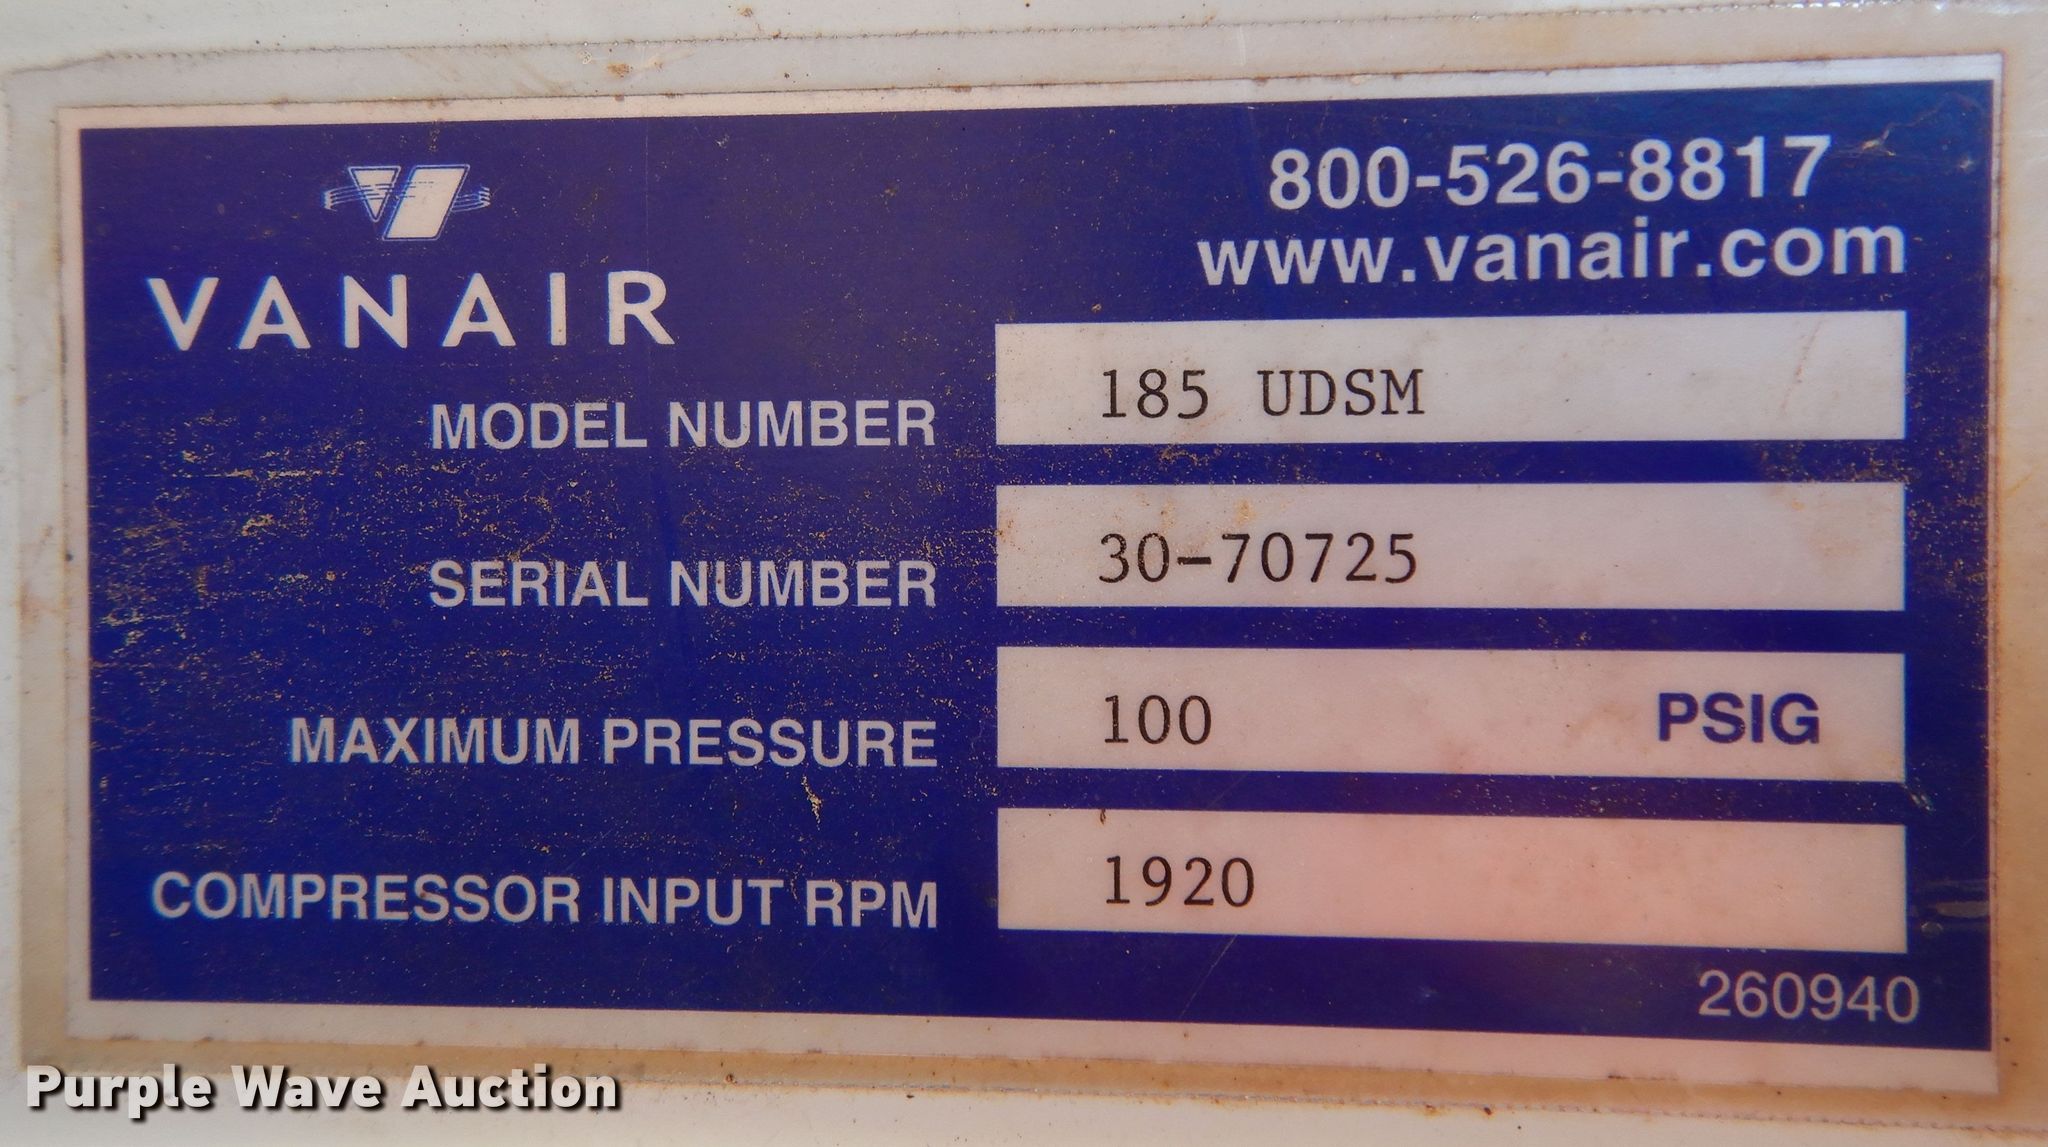 800-526-8817
www.vanair.com
VANAIR
MODEL NUMBER 185 UDSM
SERIAL NUMBER 30-70725
MAXIMUM PRESSURE 100 PSIG
COMPRESSOR INPUT RPM 1920
260940
Purple Wave Auction